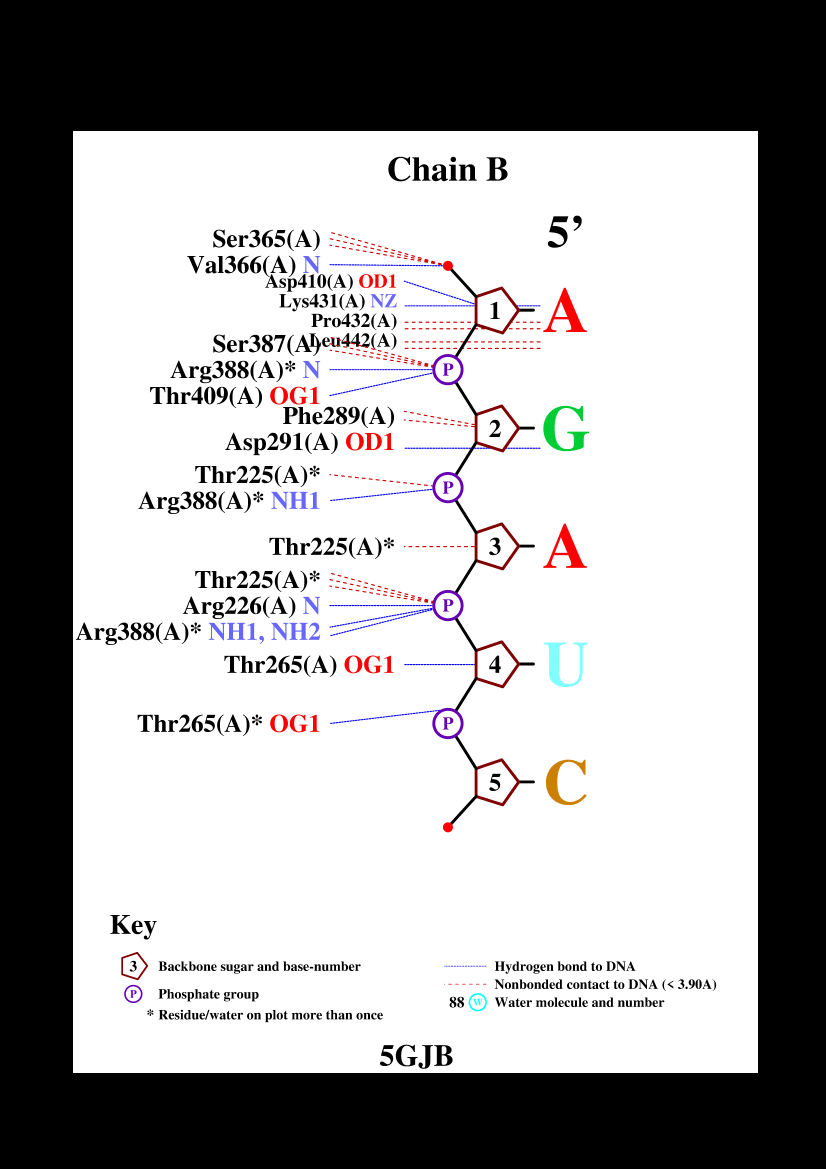 Chain B
5’
Ser365(A)
Val366(A) N
Asp410(A) OD1
Lys431(A) NZ
1 A
Pro432(A)
Leu442(A)
Ser387(A)
Arg388(A)* N P
Thr409(A) OG1
Phe289(A)
2 G
Asp291(A) OD1
Thr225(A)*
P
Arg388(A)* NH1
Thr225(A)* 3 A
Thr225(A)*
Arg226(A) N P
Arg388(A)* NH1, NH2
Thr265(A) OG1 4 U
Thr265(A)* OG1 P
5 C
Key
3 Backbone sugar and base-number
P Phosphate group
* Residue/water on plot more than once
Hydrogen bond to DNA
Nonbonded contact to DNA (< 3.90A)
88 W Water molecule and number
5GJB